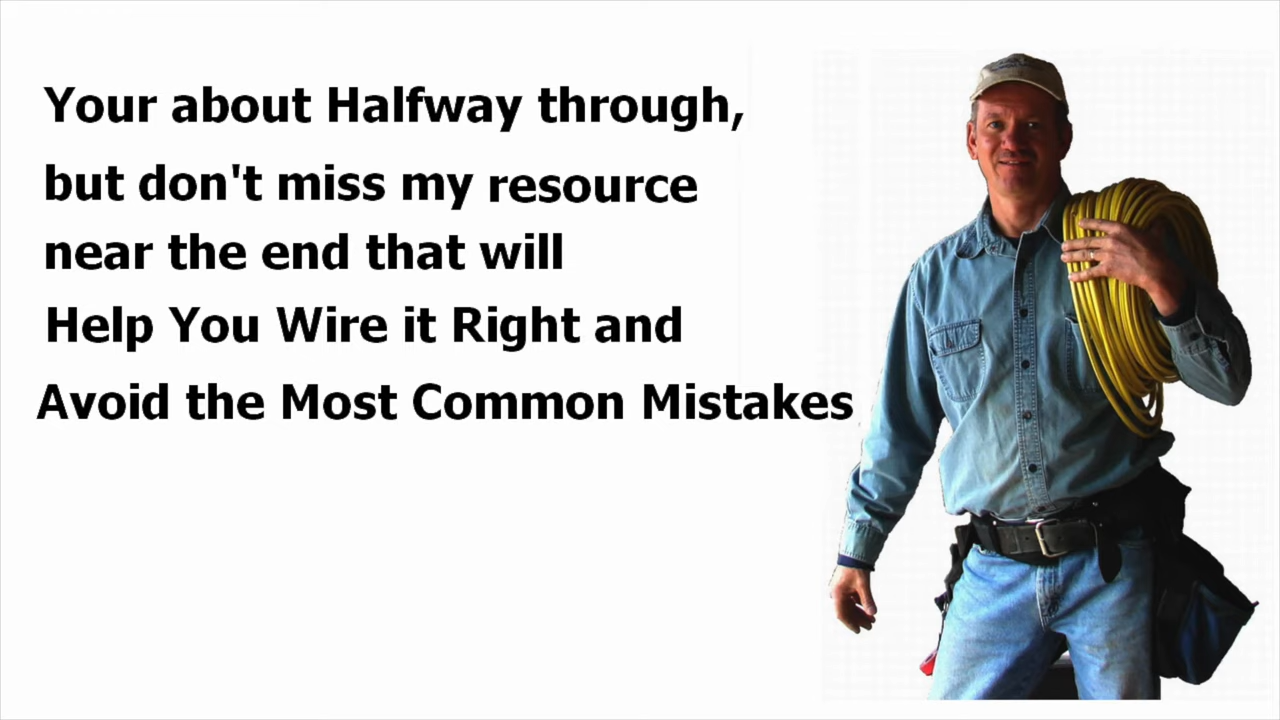 Your about Halfway through,
but don't miss my resource
near the end that will
Help You Wire it Right and
Avoid the Most Common Mistakes